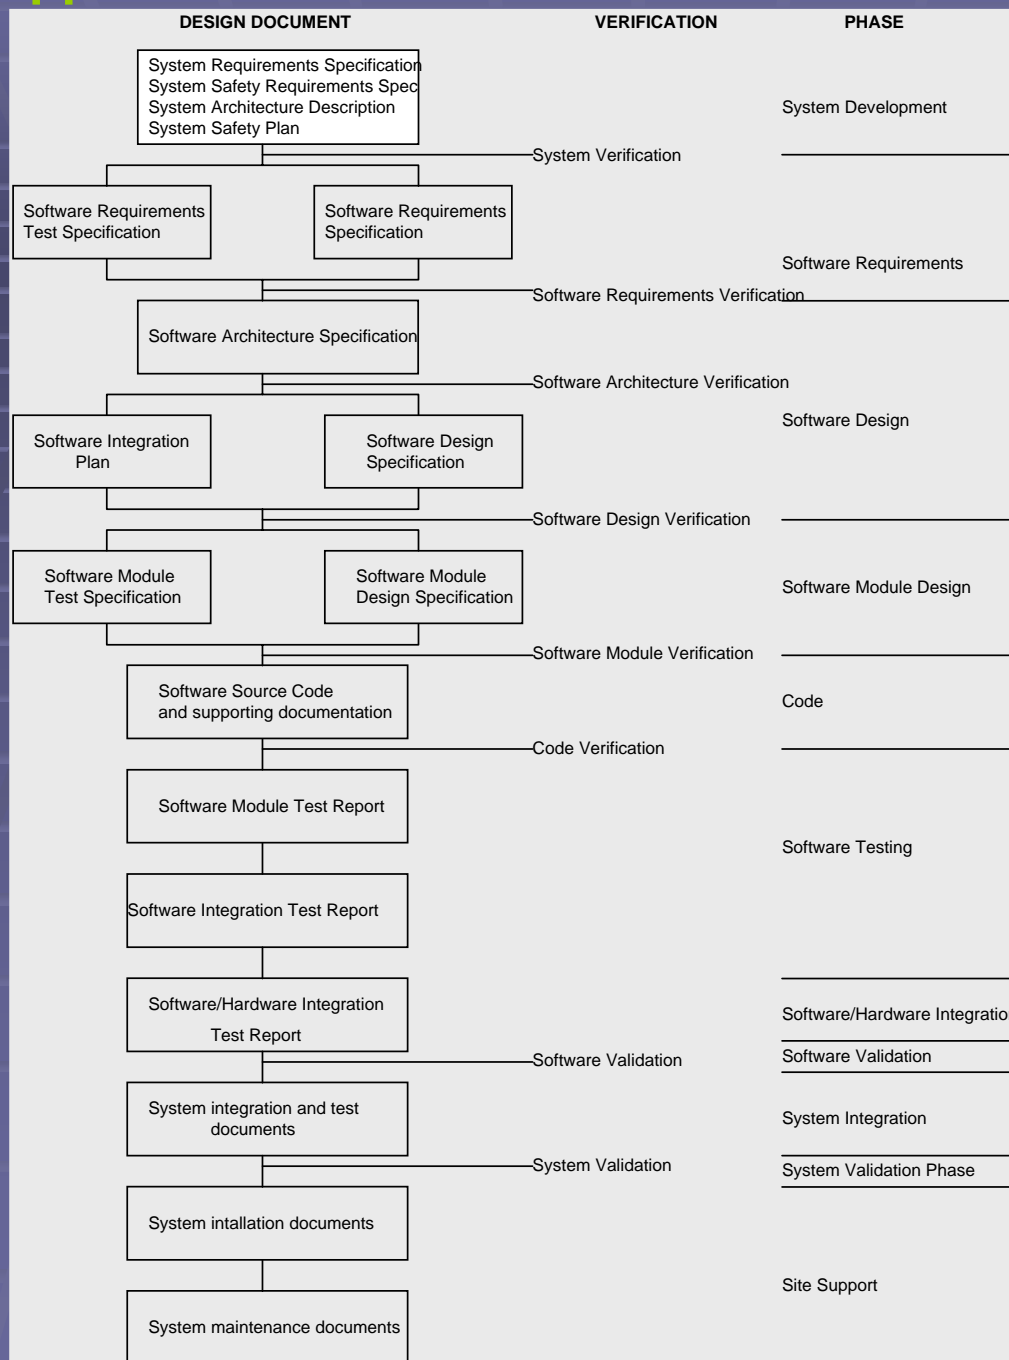 DESIGN DOCUMENT VERIFICATION PHASE
System Requirements Specification
System Safety Requirements Spec
System Architecture Description
System Safety Plan
System Development
System Verification
Software Requirements
Test Specification
Software Requirements
Specification
Software Requirements
Software Requirements Verification
Software Architecture Specification
Software Architecture Verification
Software Design
Software Integration
Plan
Software Design
Specification
Software Design Verification
Software Module
Test Specification
Software Module
Design Specification
Software Module Design
Software Module Verification
Software Source Code
and supporting documentation
Code
Code Verification
Software Module Test Report
Software Testing
Software Integration Test Report
Software/Hardware Integration
Test Report
Software/Hardware Integratio
Software Validation
Software Validation
System integration and test
documents
System Integration
System Validation
System Validation Phase
System intallation documents
Site Support
System maintenance documents